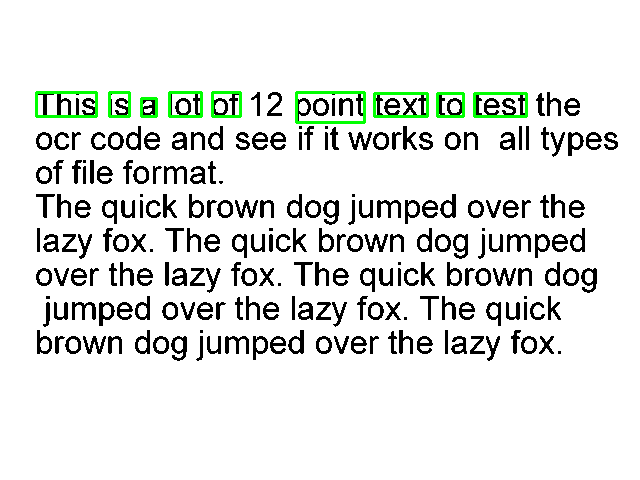 This is a lot of 12 point text to test the
ocr code and see if it works on  all types
of file format.
The quick brown dog jumped over the
lazy fox. The quick brown dog jumped
over the lazy fox. The quick brown dog
jumped over the lazy fox. The quick
brown dog jumped over the lazy fox.